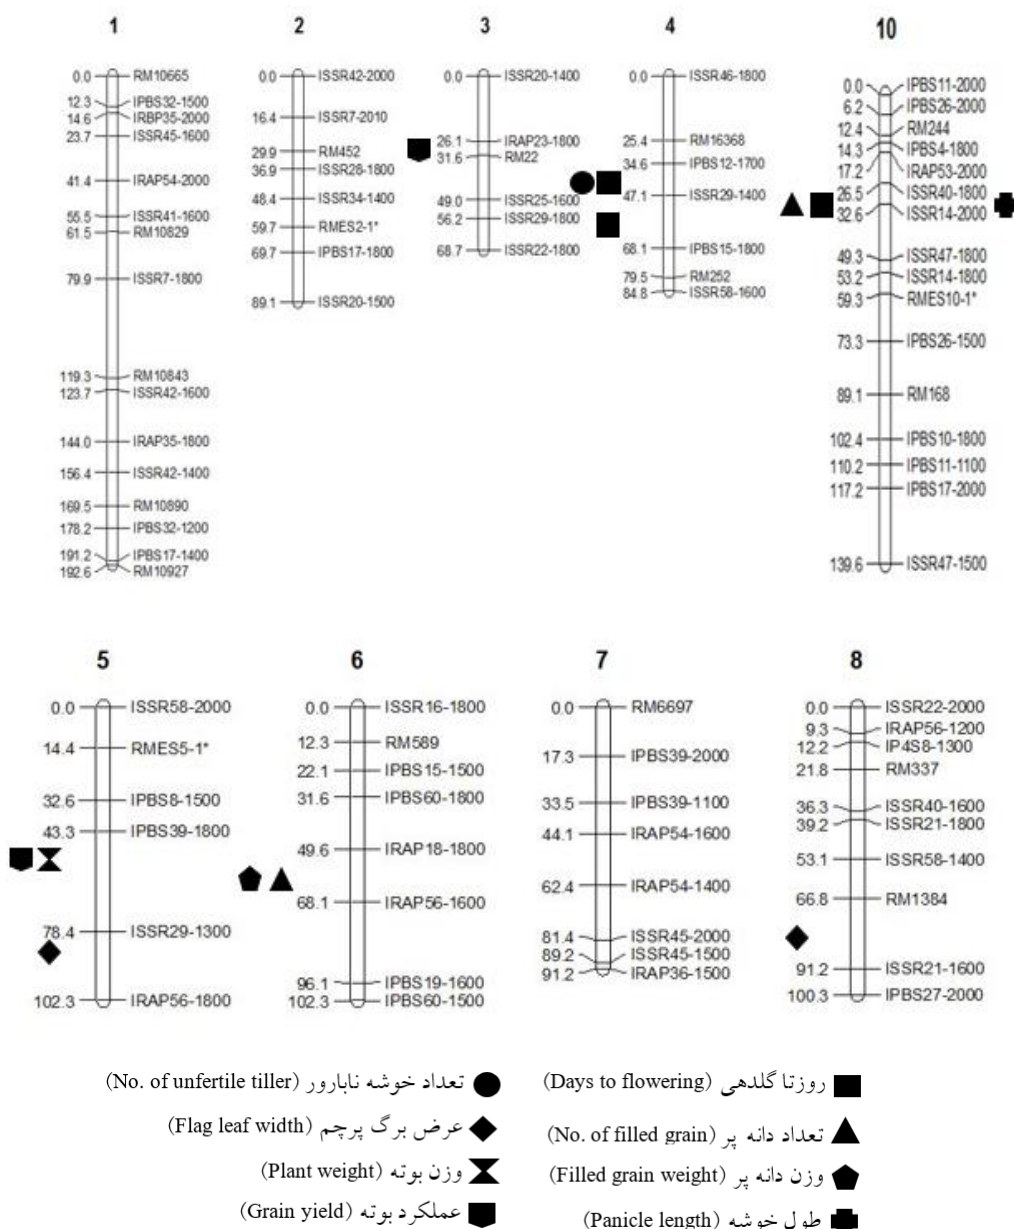 1
0.0 RM10665
12.3 IPBS32-1500
14.6 IRBP35-2000
23.7 ISSR45-1600
41.4 IRAP54-2000
55.5 ISSR41-1600
61.5 RM10829
79.9 ISSR7-1800
119.3 RM10843
123.7 ISSR42-1600
144.0 IRAP35-1800
156.4 ISSR42-1400
169.5 RM10890
178.2 IPBS32-1200
191.2 IPBS17-1400
192.6 RM10927
2
0.0 ISSR42-2000
16.4 ISSR7-2010
29.9 RM452
36.9 ISSR28-1800
48.4 ISSR34-1400
59.7 RMES2-1*
69.7 IPBS17-1800
89.1 ISSR20-1500
3
0.0 ISSR20-1400
26.1 IRAP23-1800
31.6 RM22
49.0 ISSR25-1600
56.2 ISSR29-1800
68.7 ISSR22-1800
4
0.0 ISSR46-1800
25.4 RM16368
34.6 IPBS12-1700
47.1 ISSR29-1400
68.1 IPBS15-1800
79.5 RM252
84.8 ISSR58-1600
10
0.0 IPBS11-2000
6.2 IPBS26-2000
12.4 RM244
14.3 IPBS4-1800
17.2 IRAP53-2000
26.5 ISSR40-1800
32.6 ISSR14-2000
49.3 ISSR47-1800
53.2 ISSR14-1800
59.3 RMES10-1*
73.3 IPBS26-1500
89.1 RM168
102.4 IPBS10-1800
110.2 IPBS11-1100
117.2 IPBS17-2000
139.6 ISSR47-1500
5
0.0 ISSR58-2000
14.4 RMES5-1*
32.6 IPBS8-1500
43.3 IPBS39-1800
78.4 ISSR29-1300
102.3 IRAP56-1800
6
0.0 ISSR16-1800
12.3 RM589
22.1 IPBS15-1500
31.6 IPBS60-1800
49.6 IRAP18-1800
68.1 IRAP56-1600
96.1 IPBS19-1600
102.3 IPBS60-1500
7
0.0 RM6697
17.3 IPBS39-2000
33.5 IPBS39-1100
44.1 IRAP54-1600
62.4 IRAP54-1400
81.4 ISSR45-2000
89.2 ISSR45-1500
91.2 IRAP36-1500
8
0.0 ISSR22-2000
9.3 IRAP56-1200
12.2 IP4S8-1300
21.8 RM337
36.3 ISSR40-1600
39.2 ISSR21-1800
53.1 ISSR58-1400
66.8 RM1384
91.2 ISSR21-1600
100.3 IPBS27-2000
روزتا گلدهی (Days to flowering)
تعداد دانه پر (No. of filled grain)
وزن دانه پر (Filled grain weight)
طول خوشه (Panicle length)
تعداد خوشه نابارور (No. of unfertile tiller)
عرض برگ پرچم (Flag leaf width)
وزن بوته (Plant weight)
عملکرد بوته (Grain yield)